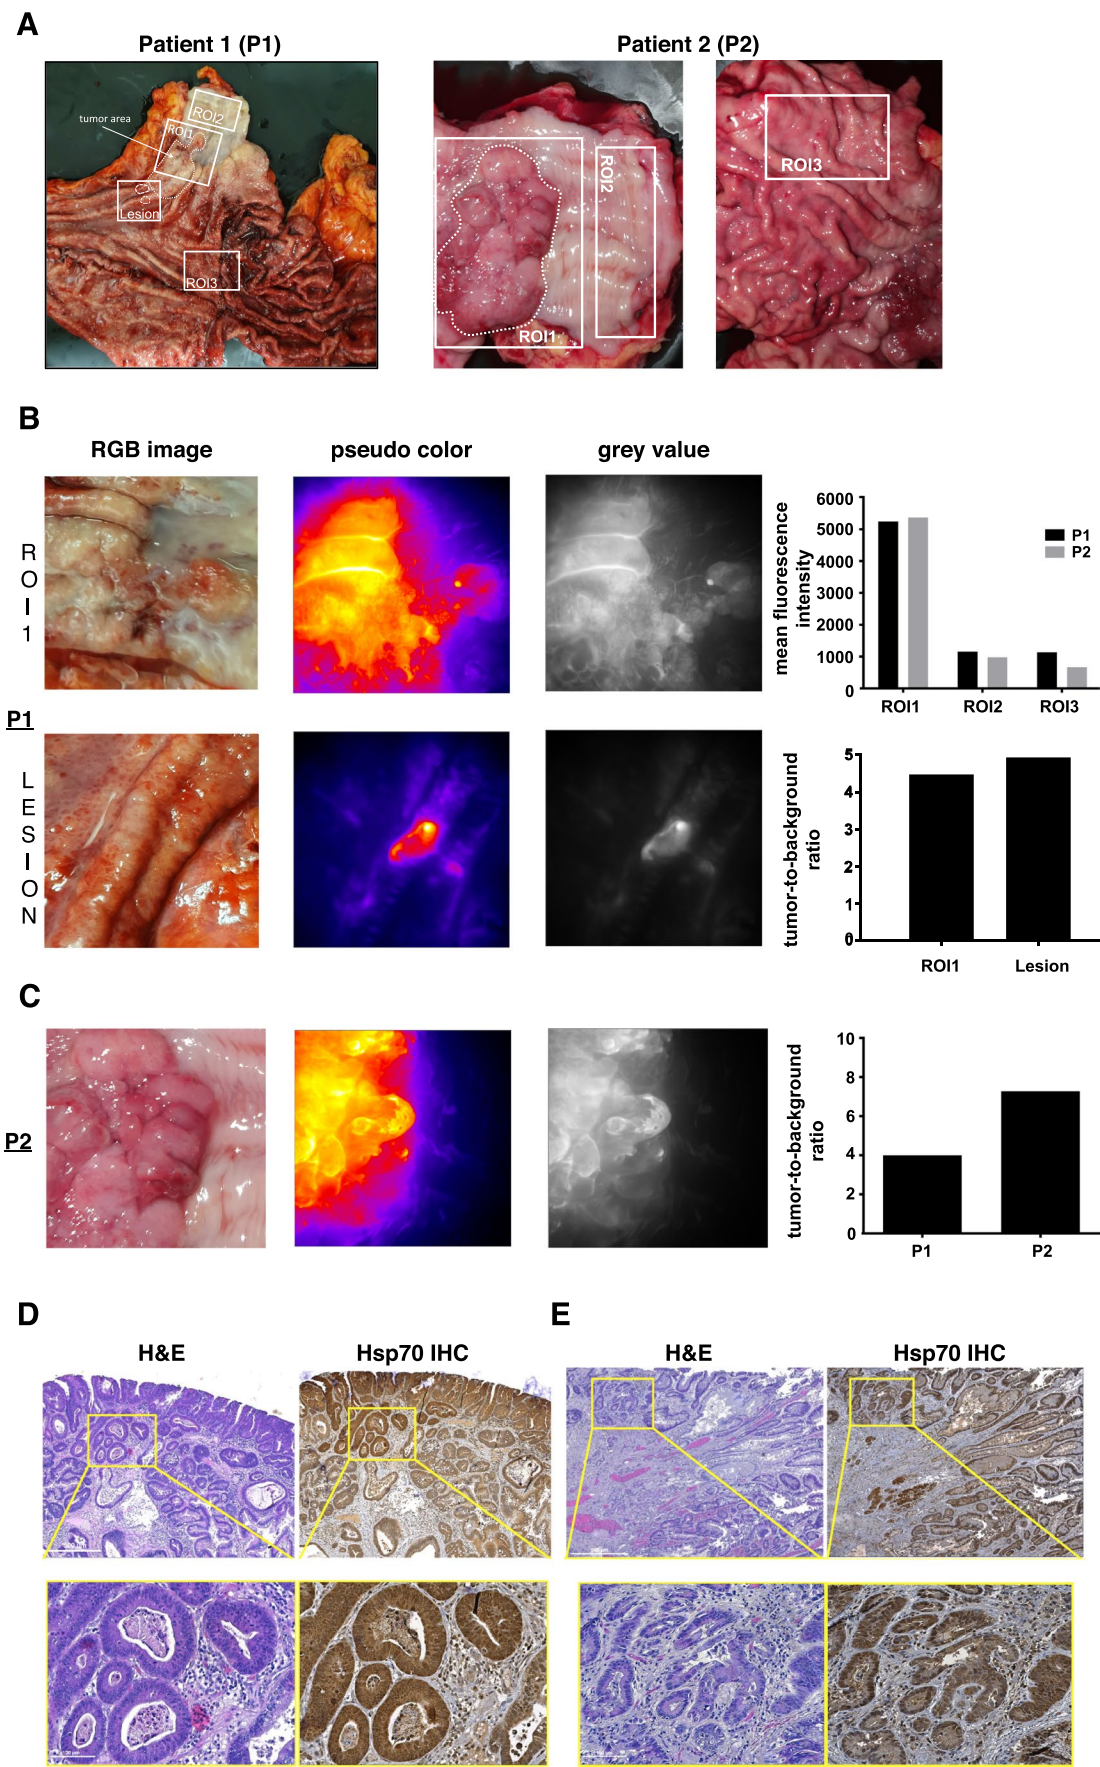 A
Patient 1 (P1)
Patient 2 (P2)
tumor area
ROI2
ROI1
Lesion
ROI3
ROI1
ROI2
ROI3
B
RGB image
pseudo color
grey value
ROI1
P1
LESION
mean fluorescence
intensity
6000
5000
4000
3000
2000
1000
0
P1
P2
ROI1
ROI2
ROI3
tumor-to-background
ratio
5
4
3
2
1
0
ROI1
Lesion
C
P2
tumor-to-background
ratio
10
8
6
4
2
0
P1
P2
D
H&E
Hsp70 IHC
E
H&E
Hsp70 IHC